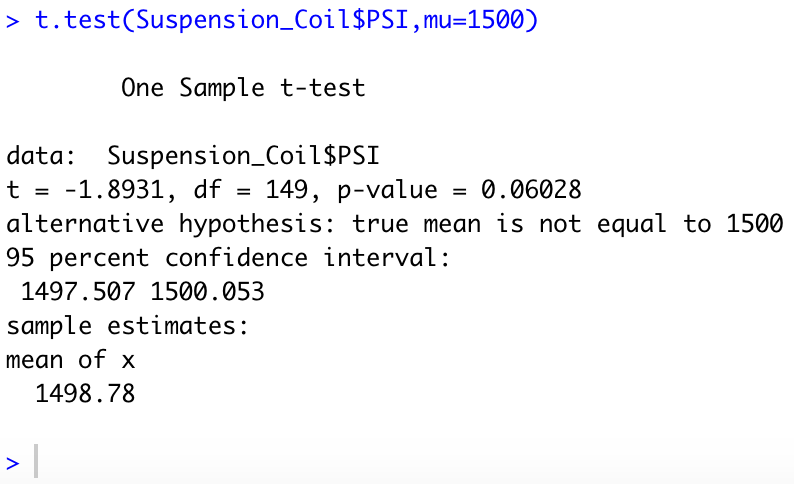 > t.test(Suspension_Coil$PSI,mu=1500)
One Sample t-test
data:  Suspension_Coil$PSI
t = -1.8931, df = 149, p-value = 0.06028
alternative hypothesis: true mean is not equal to 1500
95 percent confidence interval:
1497.507 1500.053
sample estimates:
mean of x
1498.78
>